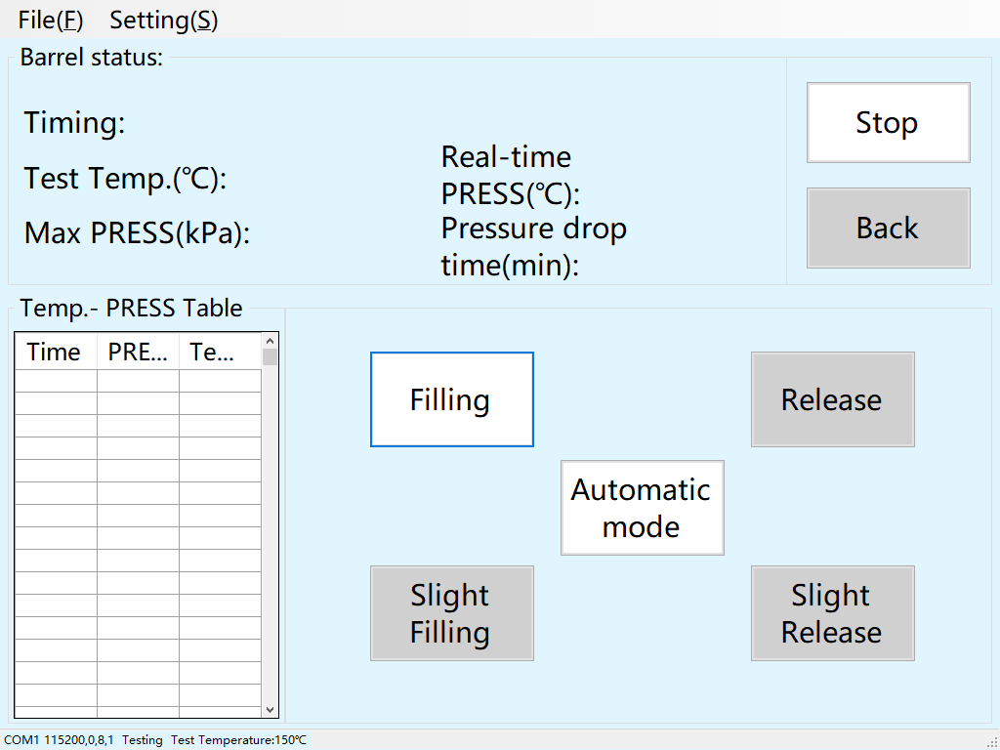 File(F) Setting(S)
Barrel status:
Timing:
Test Temp.(℃):
Max PRESS(kPa):
Real-time
PRESS(℃):
Pressure drop
time(min):
Stop
Back
Temp.- PRESS Table
Time PRE... Te...
Filling
Release
Automatic
mode
Slight
Filling
Slight
Release
COM1 115200,0,8,1 Testing Test Temperature:150℃